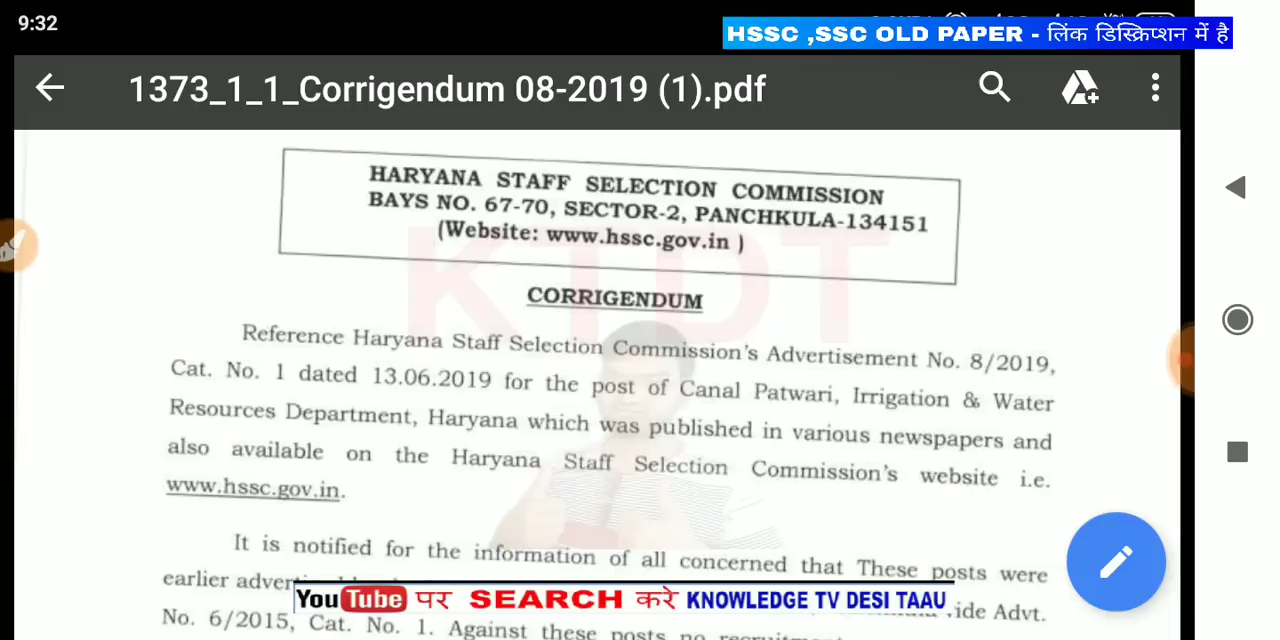 9:32
HSSC ,SSC OLD PAPER - लिंक डिस्क्रिप्शन में है
1373_1_1_Corrigendum 08-2019 (1).pdf
HARYANA STAFF SELECTION COMMISSION
BAYS NO. 67-70, SECTOR-2, PANCHKULA-134151
(Website: www.hssc.gov.in )
KTDT
CORRIGENDUM
Reference Haryana Staff Selection Commission's Advertisement No. 8/2019,
Cat. No. 1 dated 13.06.2019 for the post of Canal Patwari, Irrigation & Water
Resources Department, Haryana which was published in various newspapers and
also available on the Haryana Staff Selection Commission's website i.e.
www.hssc.gov.in.
It is notified for the information of all concerned that These posts were
earlier vide Advt.
YouTube पर SEARCH करे KNOWLEDGE TV DESI TAAU
No. 6/2015, Cat. No. 1. Against these posts no